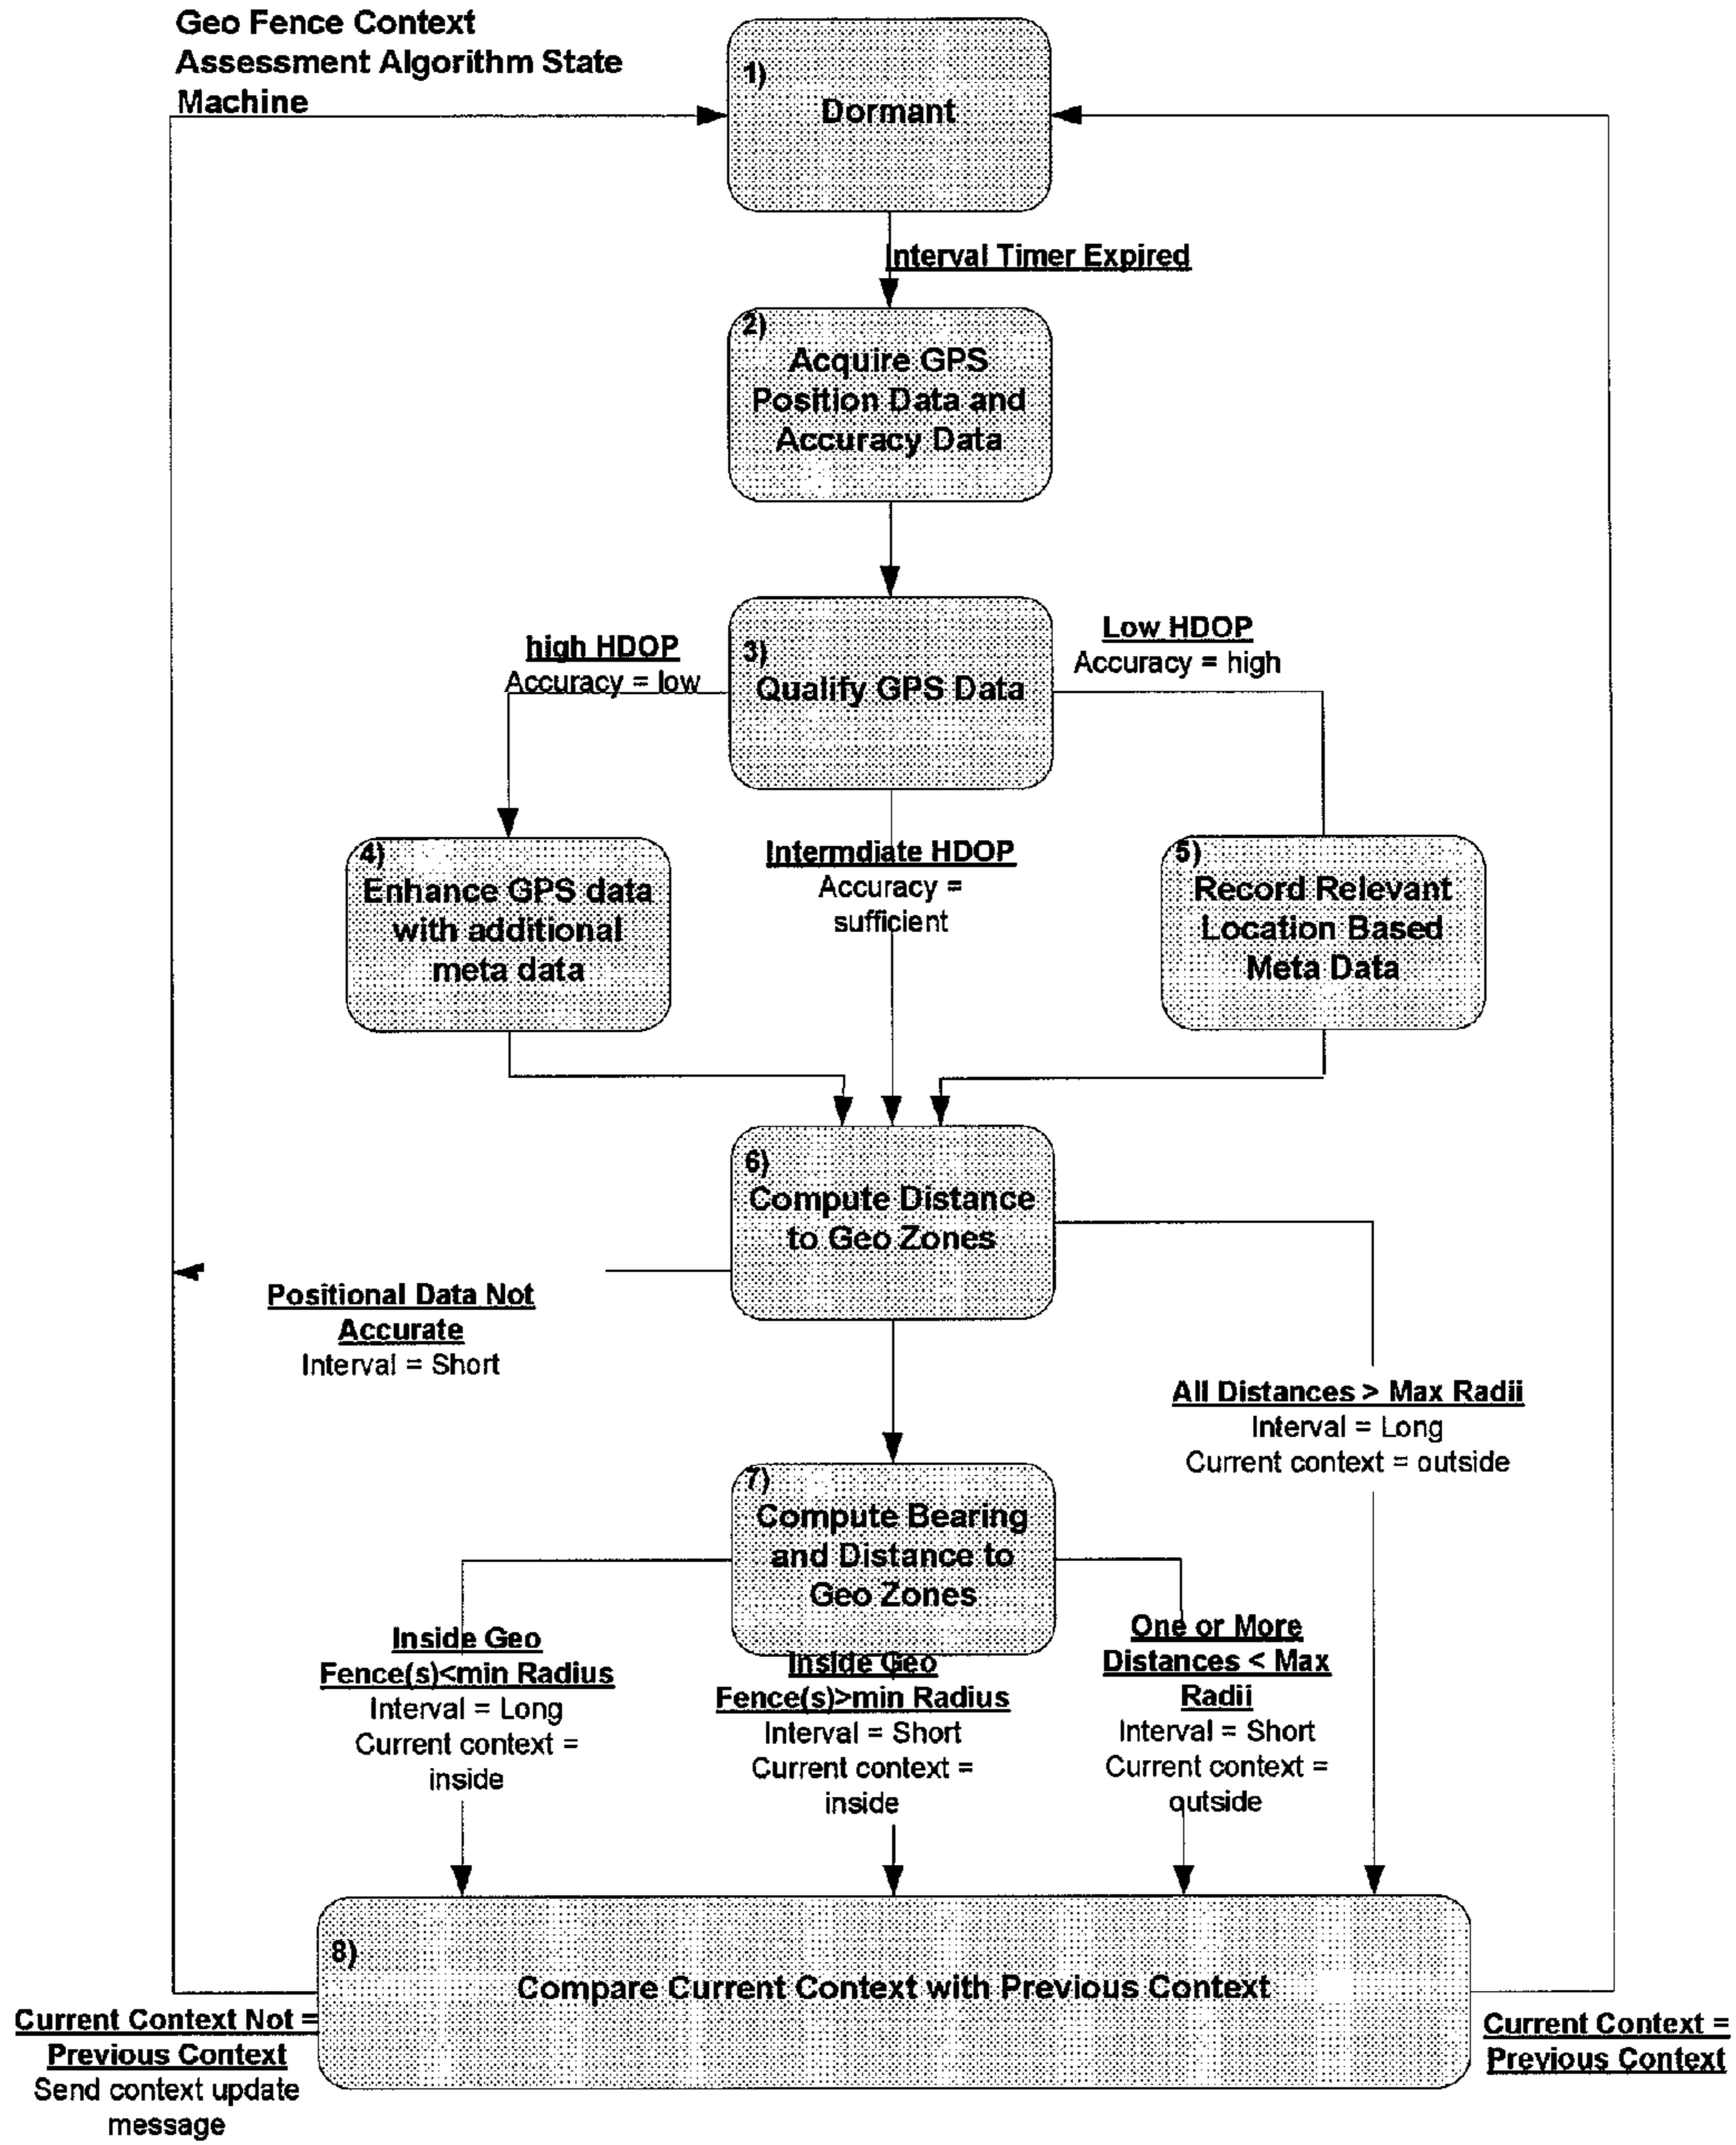 Geo Fence Context
Assessment Algorithm State
Machine
1)
Dormant
Interval Timer Expired
2)
Acquire GPS
Position Data and
Accuracy Data
high HDOP
Accuracy = low
3)
Qualify GPS Data
Low HDOP
Accuracy = high
4)
Enhance GPS data
with additional
meta data
Intermdiate HDOP
Accuracy =
sufficient
5)
Record Relevant
Location Based
Meta Data
6)
Compute Distance
to Geo Zones
Positional Data Not
Accurate
Interval = Short
All Distances > Max Radii
Interval = Long
Current context = outside
7)
Compute Bearing
and Distance to
Geo Zones
Inside Geo
Fence(s)<min Radius
Interval = Long
Current context =
inside
Inside Geo
Fence(s)>min Radius
Interval = Short
Current context =
inside
One or More
Distances < Max
Radii
Interval = Short
Current context =
outside
8)
Compare Current Context with Previous Context
Current Context Not =
Previous Context
Send context update
message
Current Context =
Previous Context